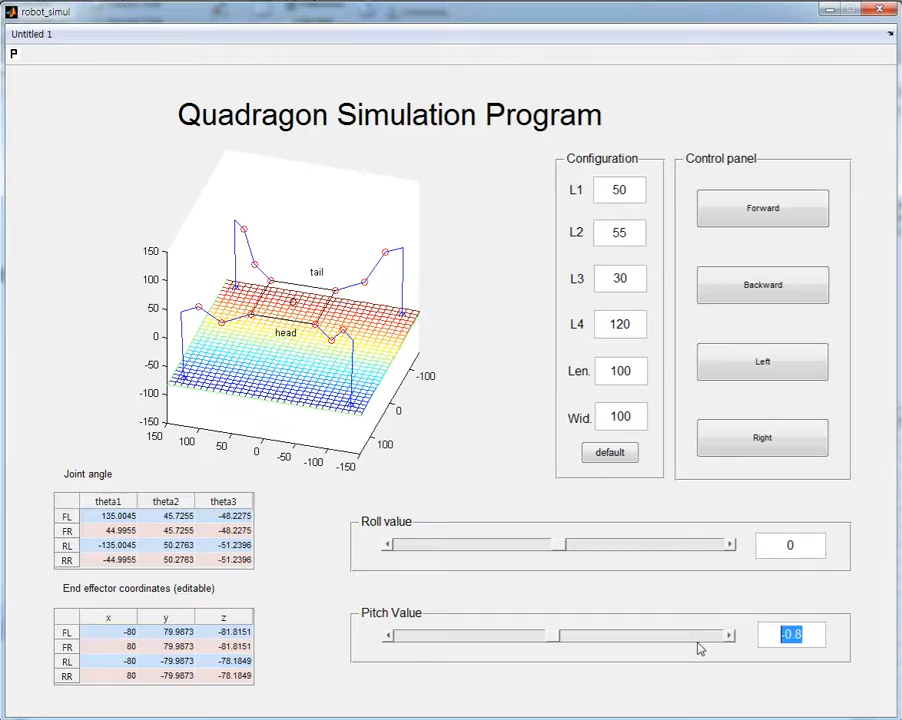 robot_simul
Untitled 1
P
Quadragon Simulation Program
Configuration
Control panel
L1 50
Forward
L2 55
150
tail
L3 30
Backward
100
50
L4 120
0
head
-50
Len. 100
Left
-100
-100
0
Wid. 100
-150
100
Right
150 100 50 0 -50 -100 -150
default
Joint angle
theta1 theta2 theta3
FL 135.0045 45.7255 -48.2275
FR 44.9955 45.7255 -48.2275
RL -135.0045 50.2763 -51.2396
RR -44.9955 50.2763 -51.2396
Roll value
0
End effector coordinates (editable)
x y z
FL -80 79.9873 -81.8151
FR 80 79.9873 -81.8151
RL -80 -79.9873 -78.1849
RR 80 -79.9873 -78.1849
Pitch Value
-0.8